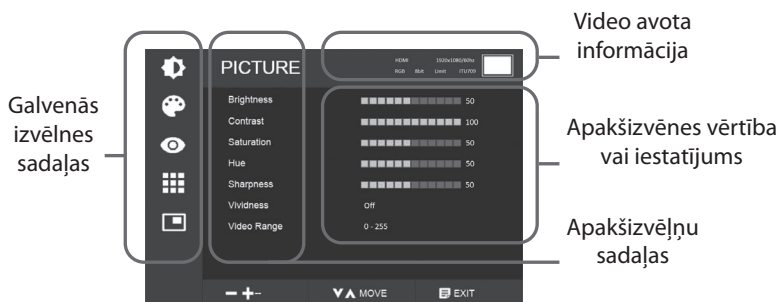 Video avota
informācija
PICTURE
HDMI 1920x1080/60hz
RGB 8bit Limit ITU709
Galvenās
izvēlnes
sadaļas
Brightness 50
Contrast 100
Saturation 50
Hue 50
Sharpness 50
Vividness Off
Video Range 0 - 255
Apakšizvēnes vērtība
vai iestatījums
Apakšizvēļņu
sadaļas
MOVE
EXIT